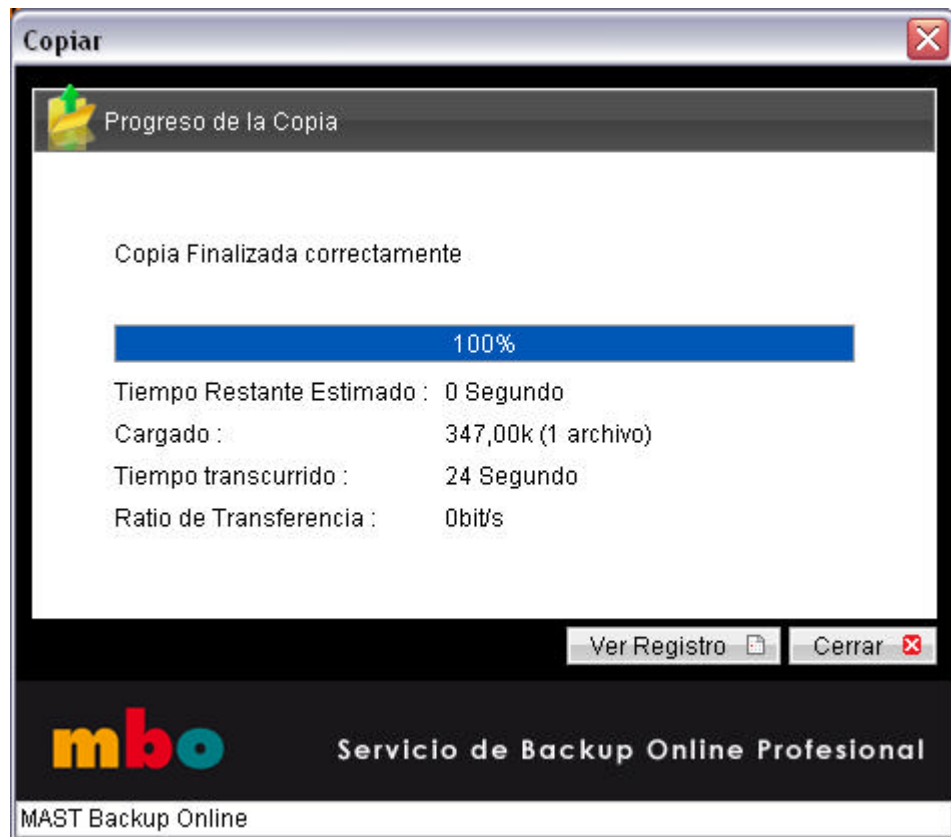 Copiar
Progreso de la Copia
Copia Finalizada correctamente
100%
Tiempo Restante Estimado : 0 Segundo
Cargado : 347,00k (1 archivo)
Tiempo transcurrido : 24 Segundo
Ratio de Transferencia : 0bit/s
Ver Registro Cerrar
mbo Servicio de Backup Online Profesional
MAST Backup Online